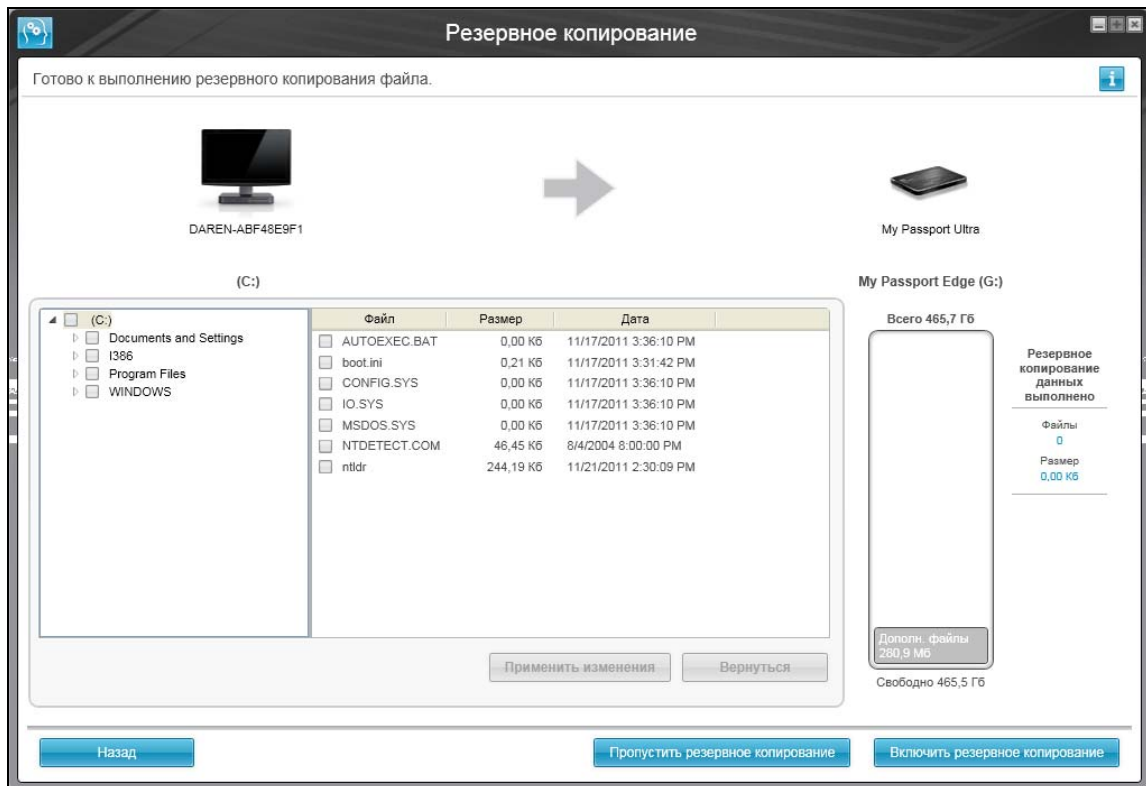 Резервное копирование
Готово к выполнению резервного копирования файла.
DAREN-ABF48E9F1
My Passport Ultra
(C:)
My Passport Edge (G:)
(C:)
Documents and Settings
I386
Program Files
WINDOWS
Файл Размер Дата
AUTOEXEC.BAT 0,00 Кб 11/17/2011 3:36:10 PM
boot.ini 0,21 Кб 11/17/2011 3:31:42 PM
CONFIG.SYS 0,00 Кб 11/17/2011 3:36:10 PM
IO.SYS 0,00 Кб 11/17/2011 3:36:10 PM
MSDOS.SYS 0,00 Кб 11/17/2011 3:36:10 PM
NTDETECT.COM 46,45 Кб 8/4/2004 8:00:00 PM
ntldr 244,19 Кб 11/21/2011 2:30:09 PM
Применить изменения
Вернуться
Всего 465,7 Гб
Дополн. файлы
280,9 Мб
Свободно 465,5 Гб
Резервное
копирование
данных
выполнено
Файлы
0
Размер
0,00 Кб
Назад
Пропустить резервное копирование
Включить резервное копирование